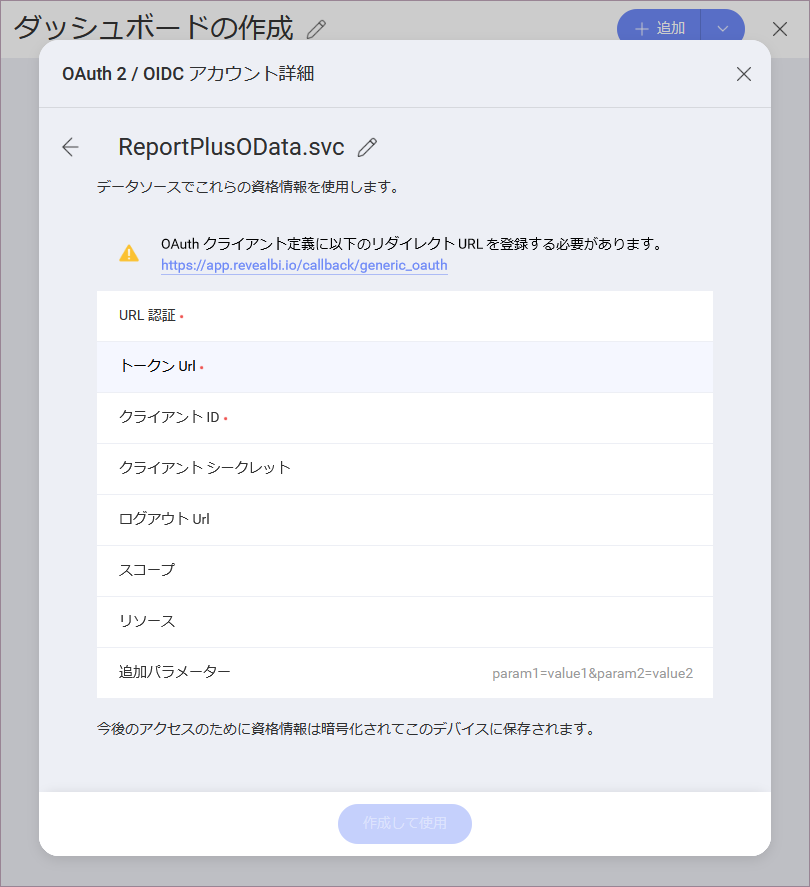 ダッシュボードの作成
追加
OAuth 2 / OIDC アカウント詳細
ReportPlusOData.svc
データソースでこれらの資格情報を使用します。
OAuth クライアント定義に以下のリダイレクト URL を登録する必要があります。
https://app.revealbi.io/callback/generic_oauth
URL 認証
トークン Url
クライアント ID
クライアント シークレット
ログアウト Url
スコープ
リソース
追加パラメーター param1=value1&param2=value2
今後のアクセスのために資格情報は暗号化されてこのデバイスに保存されます。
作成して使用